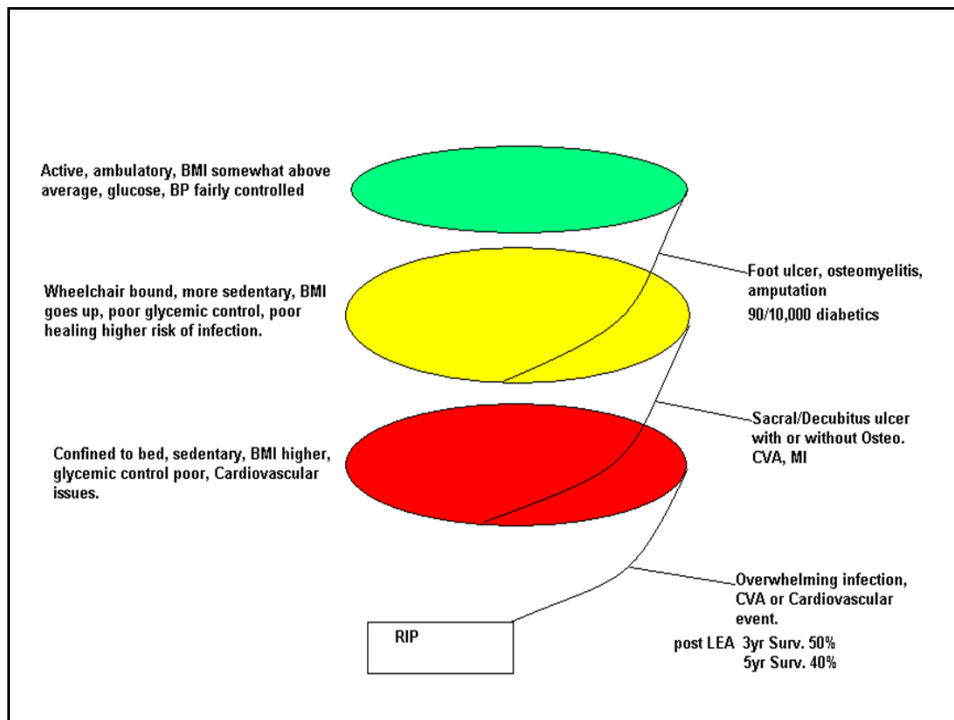 Active, ambulatory, BMI somewhat above
average, glucose, BP fairly controlled
Foot ulcer, osteomyelitis,
amputation
90/10,000 diabetics
Wheelchair bound, more sedentary, BMI
goes up, poor glycemic control, poor
healing higher risk of infection.
Sacral/Decubitus ulcer
with or without Osteo.
CVA, MI
Confined to bed, sedentary, BMI higher,
glycemic control poor, Cardiovascular
issues.
Overwhelming infection,
CVA or Cardiovascular
event.
post LEA 3yr Surv. 50%
5yr Surv. 40%
RIP